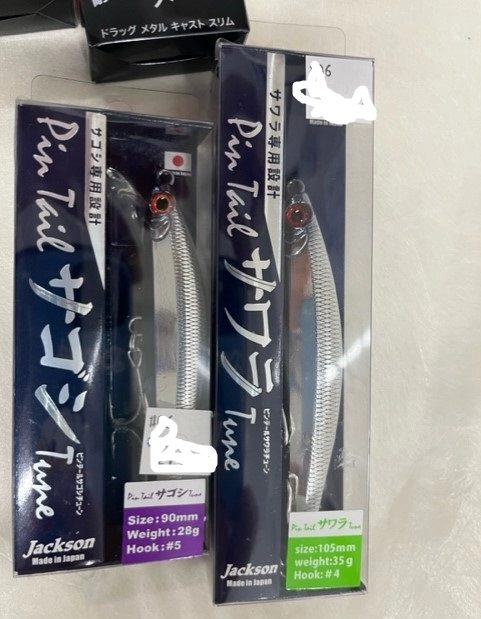 ドラッグ メタル キャスト スリム
サゴシ専用設計
Pin Tail サゴシ Tune
ピンテールサゴシチューン
Pin Tail サゴシ Tune
Size:90mm
Weight:28g
Hook:#5
Jackson
Made in Japan
サワラ専用設計
Pin Tail サワラ Tune
ピンテールサワラチューン
Made in Japan
Pin Tail サワラ Tune
size:105mm
weight:35g
Hook:#4
Jackson
Made in Japan